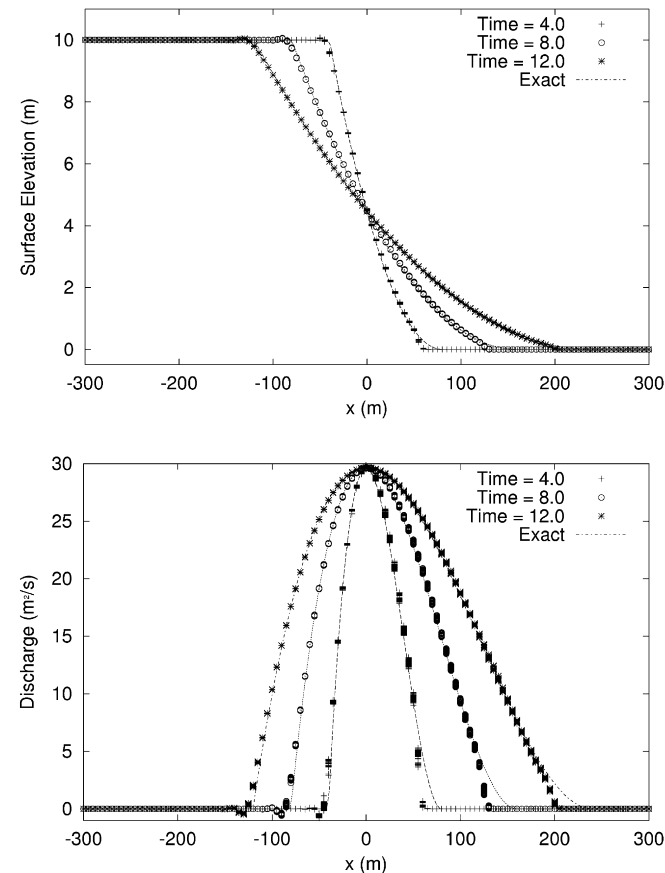 Time = 4.0
Time = 8.0
Time = 12.0
Exact
Surface Elevation (m)
10
8
6
4
2
0
-300 -200 -100 0 100 200 300
x (m)
Time = 4.0
Time = 8.0
Time = 12.0
Exact
Discharge (m²/s)
30
25
20
15
10
5
0
-300 -200 -100 0 100 200 300
x (m)